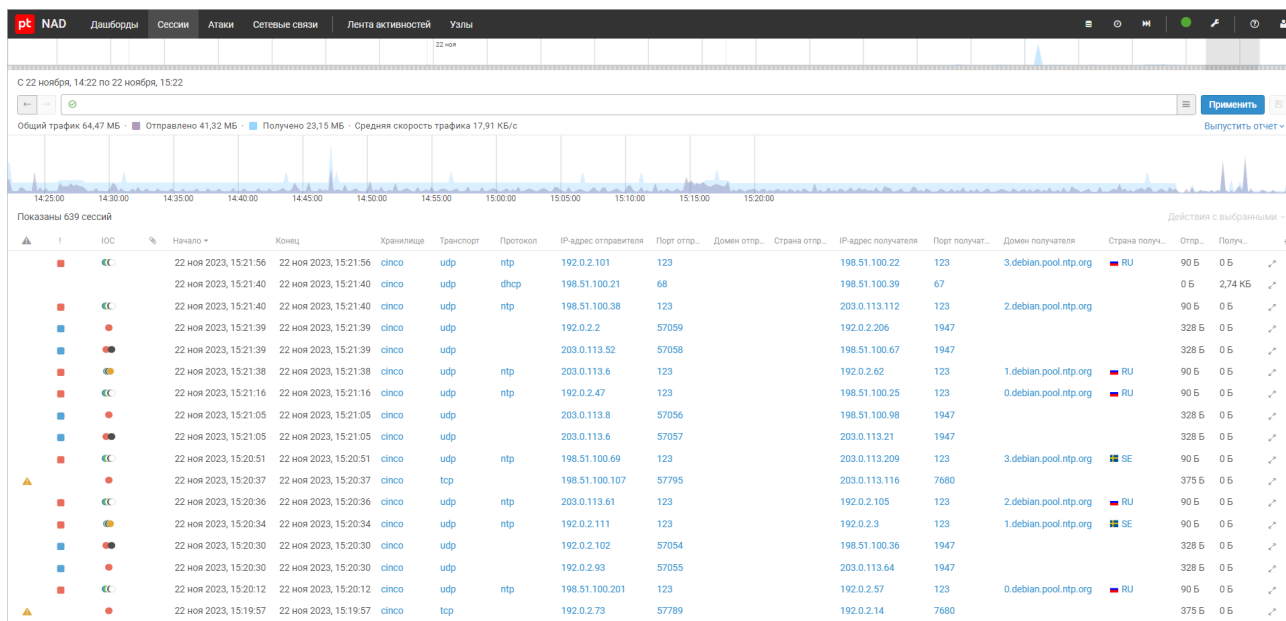 pt NAD Дашборды Сессии Атаки Сетевые связи Лента активностей Узлы
22 ноя
С 22 ноября, 14:22 по 22 ноября, 15:22
Применить
Общий трафик 64,47 МБ · Отправлено 41,32 МБ · Получено 23,15 МБ · Средняя скорость трафика 17,91 КБ/с Выпустить отчет
14:25:00 14:30:00 14:35:00 14:40:00 14:45:00 14:50:00 14:55:00 15:00:00 15:05:00 15:10:00 15:15:00 15:20:00
Показаны 639 сессий Действия с выбранными
! IOC Начало Конец Хранилище Транспорт Протокол IP-адрес отправителя Порт отпр... Домен отпр... Страна отпр... IP-адрес получателя Порт получат... Домен получателя Страна получ... Отпр... Получ...
22 ноя 2023, 15:21:56 22 ноя 2023, 15:21:56 cinco udp ntp 192.0.2.101 123 198.51.100.22 123 3.debian.pool.ntp.org RU 90 Б 0 Б
22 ноя 2023, 15:21:40 22 ноя 2023, 15:21:40 cinco udp dhcp 198.51.100.21 68 198.51.100.39 67 0 Б 2,74 КБ
22 ноя 2023, 15:21:40 22 ноя 2023, 15:21:40 cinco udp ntp 198.51.100.38 123 203.0.113.112 123 2.debian.pool.ntp.org 90 Б 0 Б
22 ноя 2023, 15:21:39 22 ноя 2023, 15:21:39 cinco udp 192.0.2.2 57059 192.0.2.206 1947 328 Б 0 Б
22 ноя 2023, 15:21:39 22 ноя 2023, 15:21:39 cinco udp 203.0.113.52 57058 198.51.100.67 1947 328 Б 0 Б
22 ноя 2023, 15:21:38 22 ноя 2023, 15:21:38 cinco udp ntp 203.0.113.6 123 192.0.2.62 123 1.debian.pool.ntp.org RU 90 Б 0 Б
22 ноя 2023, 15:21:16 22 ноя 2023, 15:21:16 cinco udp ntp 192.0.2.47 123 198.51.100.25 123 0.debian.pool.ntp.org RU 90 Б 0 Б
22 ноя 2023, 15:21:05 22 ноя 2023, 15:21:05 cinco udp 203.0.113.8 57056 198.51.100.98 1947 328 Б 0 Б
22 ноя 2023, 15:21:05 22 ноя 2023, 15:21:05 cinco udp 203.0.113.6 57057 203.0.113.21 1947 328 Б 0 Б
22 ноя 2023, 15:20:51 22 ноя 2023, 15:20:51 cinco udp ntp 198.51.100.69 123 203.0.113.209 123 3.debian.pool.ntp.org SE 90 Б 0 Б
22 ноя 2023, 15:20:37 22 ноя 2023, 15:20:37 cinco tcp 198.51.100.107 57795 203.0.113.116 7680 375 Б 0 Б
22 ноя 2023, 15:20:36 22 ноя 2023, 15:20:36 cinco udp ntp 203.0.113.61 123 192.0.2.105 123 2.debian.pool.ntp.org RU 90 Б 0 Б
22 ноя 2023, 15:20:34 22 ноя 2023, 15:20:34 cinco udp ntp 192.0.2.111 123 192.0.2.3 123 1.debian.pool.ntp.org SE 90 Б 0 Б
22 ноя 2023, 15:20:30 22 ноя 2023, 15:20:30 cinco udp 192.0.2.102 57054 198.51.100.36 1947 328 Б 0 Б
22 ноя 2023, 15:20:30 22 ноя 2023, 15:20:30 cinco udp 192.0.2.93 57055 203.0.113.64 1947 328 Б 0 Б
22 ноя 2023, 15:20:12 22 ноя 2023, 15:20:12 cinco udp ntp 198.51.100.201 123 192.0.2.57 123 0.debian.pool.ntp.org RU 90 Б 0 Б
22 ноя 2023, 15:19:57 22 ноя 2023, 15:19:57 cinco tcp 192.0.2.73 57789 192.0.2.14 7680 375 Б 0 Б